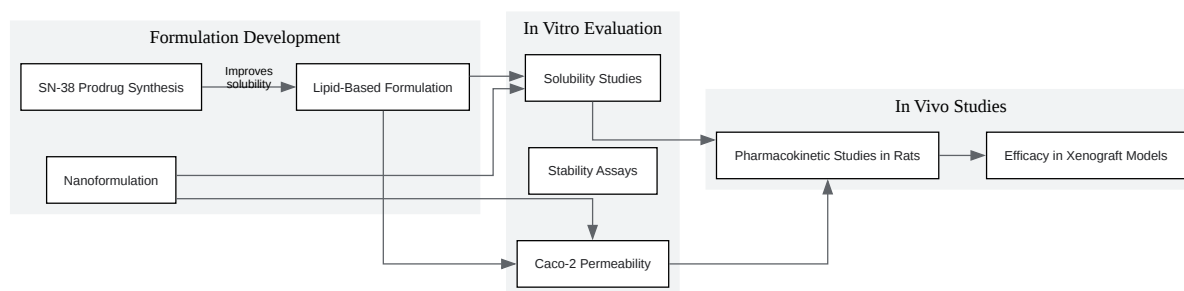 Formulation Development
SN-38 Prodrug Synthesis
Improves
solubility
Lipid-Based Formulation
Nanoformulation
In Vitro Evaluation
Solubility Studies
Stability Assays
Caco-2 Permeability
In Vivo Studies
Pharmacokinetic Studies in Rats
Efficacy in Xenograft Models